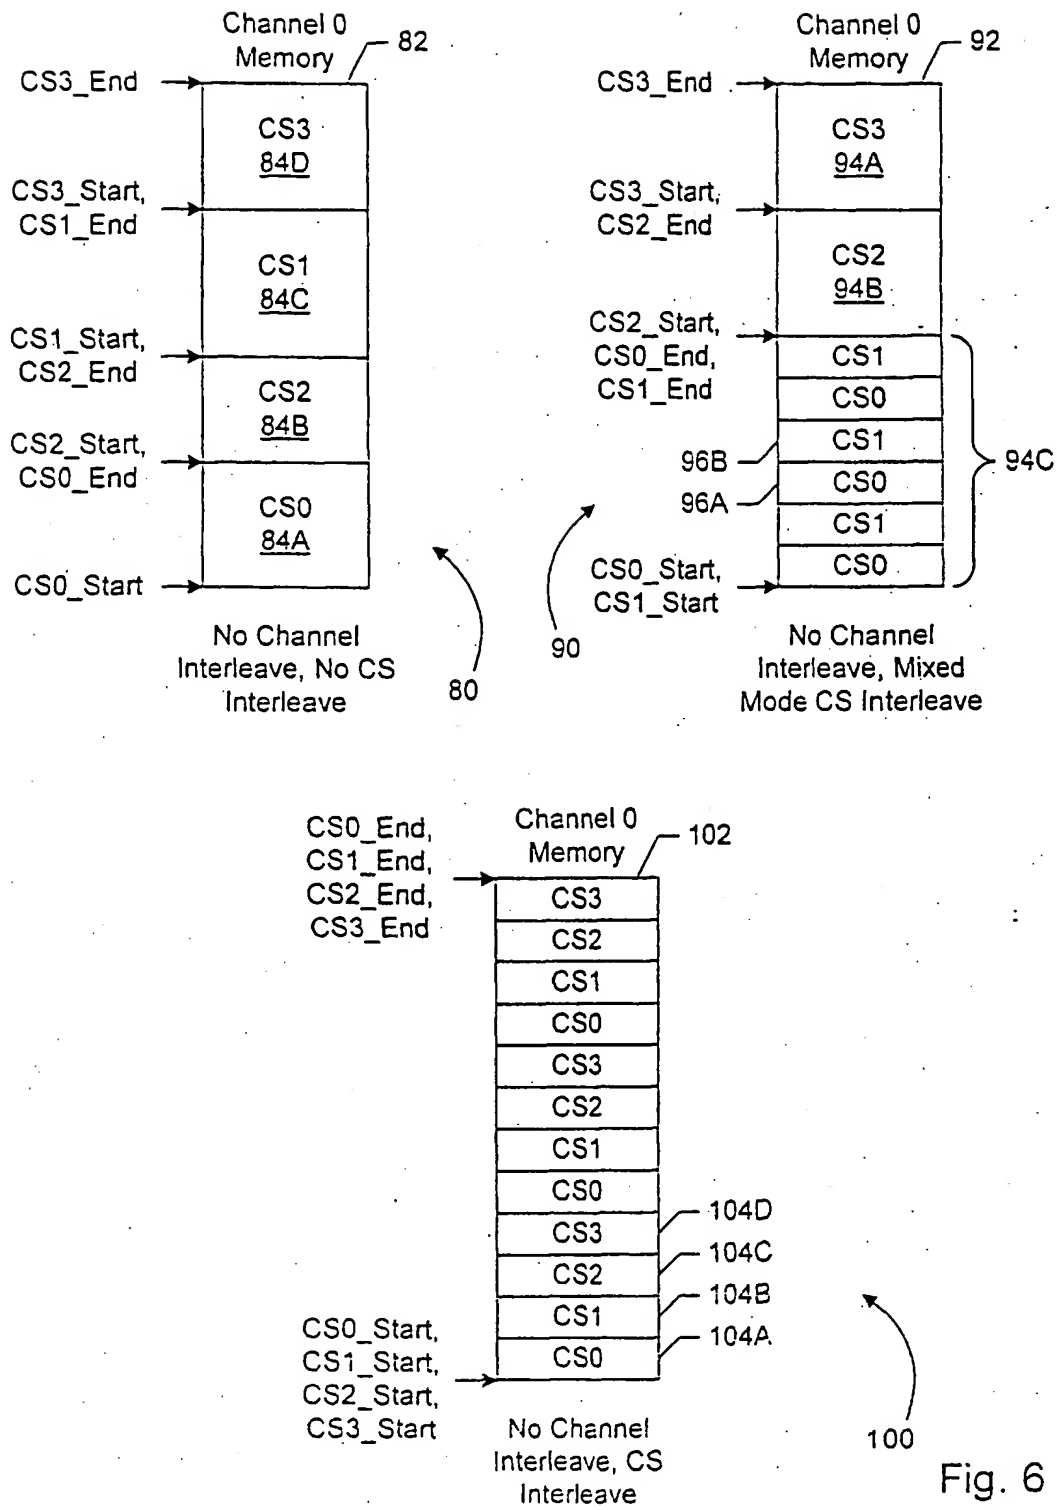 Channel 0
Memory
82
CS3_End
CS3
84D
CS3_Start,
CS1_End
CS1
84C
CS1_Start,
CS2_End
CS2
84B
CS2_Start,
CS0_End
CS0
84A
CS0_Start
No Channel
Interleave, No CS
Interleave
80
Channel 0
Memory
92
CS3_End
CS3
94A
CS3_Start,
CS2_End
CS2
94B
CS2_Start,
CS0_End,
CS1_End
CS1
CS0
CS1
96B
CS0
96A
CS1
CS0
94C
CS0_Start,
CS1_Start
No Channel
Interleave, Mixed
Mode CS Interleave
90
Channel 0
Memory
102
CS0_End,
CS1_End,
CS2_End,
CS3_End
CS3
CS2
CS1
CS0
CS3
CS2
CS1
CS0
CS3
104D
CS2
104C
CS1
104B
CS0
104A
CS0_Start,
CS1_Start,
CS2_Start,
CS3_Start
No Channel
Interleave, CS
Interleave
100
Fig. 6